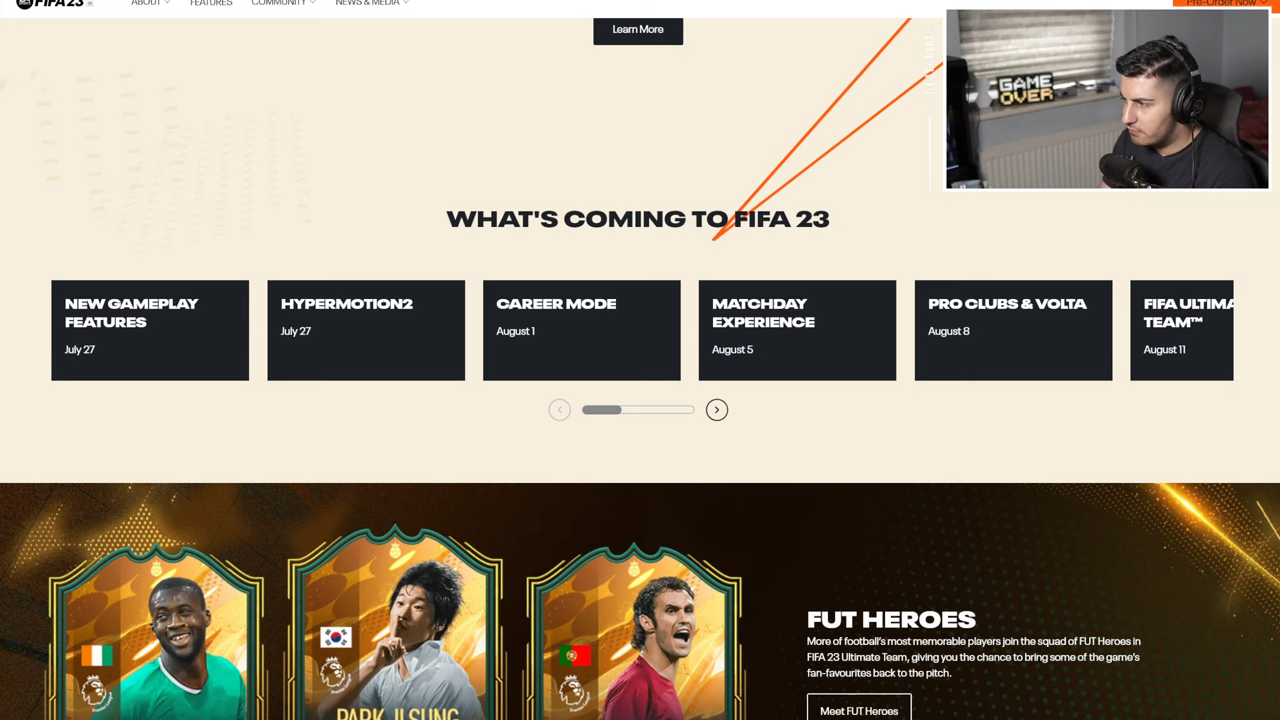 FIFA 23
ABOUT
FEATURES
COMMUNITY
NEWS & MEDIA
Pre-Order Now
Learn More
GAME
OVER
WHAT'S COMING TO FIFA 23
NEW GAMEPLAY
FEATURES
July 27
HYPERMOTION2
July 27
CAREER MODE
August 1
MATCHDAY
EXPERIENCE
August 5
PRO CLUBS & VOLTA
August 8
FIFA ULTIMA
TEAM™
August 11
FUT HEROES
More of football's most memorable players join the squad of FUT Heroes in
FIFA 23 Ultimate Team, giving you the chance to bring some of the game's
fan-favourites back to the pitch.
Meet FUT Heroes
PARK JI SUNG